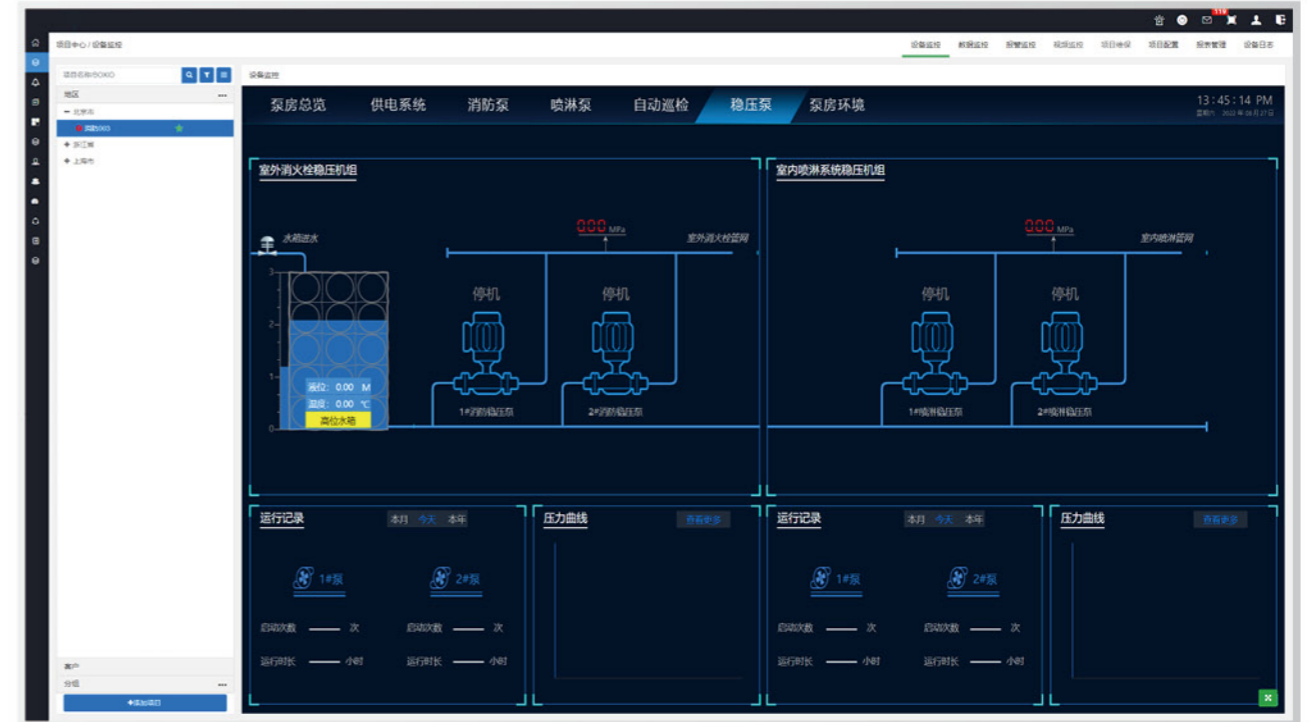 119
项目中心 / 设备监控
设备监控 数据监控 报警监控 视频监控 项目维保 项目配置 报表管理 设备日志
设备监控
地区
北京市
浙江省
上海市
泵房总览 供电系统 消防泵 喷淋泵 自动巡检 稳压泵 泵房环境
13:45:14 PM
室外消火栓稳压机组
水箱进水
0.00 MPa
室外消火栓管网
停机 停机
3
2
1
0
液位: 0.00 M
温度: 0.00 ℃
高位水箱
1#消防稳压泵 2#消防稳压泵
室内喷淋系统稳压机组
0.00 MPa
室内喷淋管网
停机 停机
1#喷淋稳压泵 2#喷淋稳压泵
运行记录 本月 今天 本年
1#泵 2#泵
启动次数 次 启动次数 次
运行时长 小时 运行时长 小时
压力曲线 查看更多
运行记录 本月 今天 本年
1#泵 2#泵
启动次数 次 启动次数 次
运行时长 小时 运行时长 小时
压力曲线 查看更多
客户
分组
+添加项目